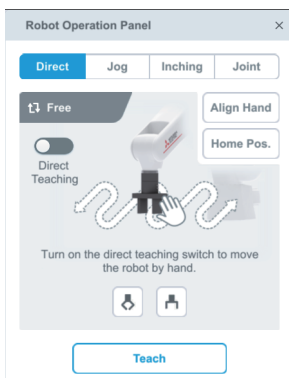 Robot Operation Panel
Direct Jog Inching Joint
Free
Align Hand
Home Pos.
Direct
Teaching
Turn on the direct teaching switch to move
the robot by hand.
Teach